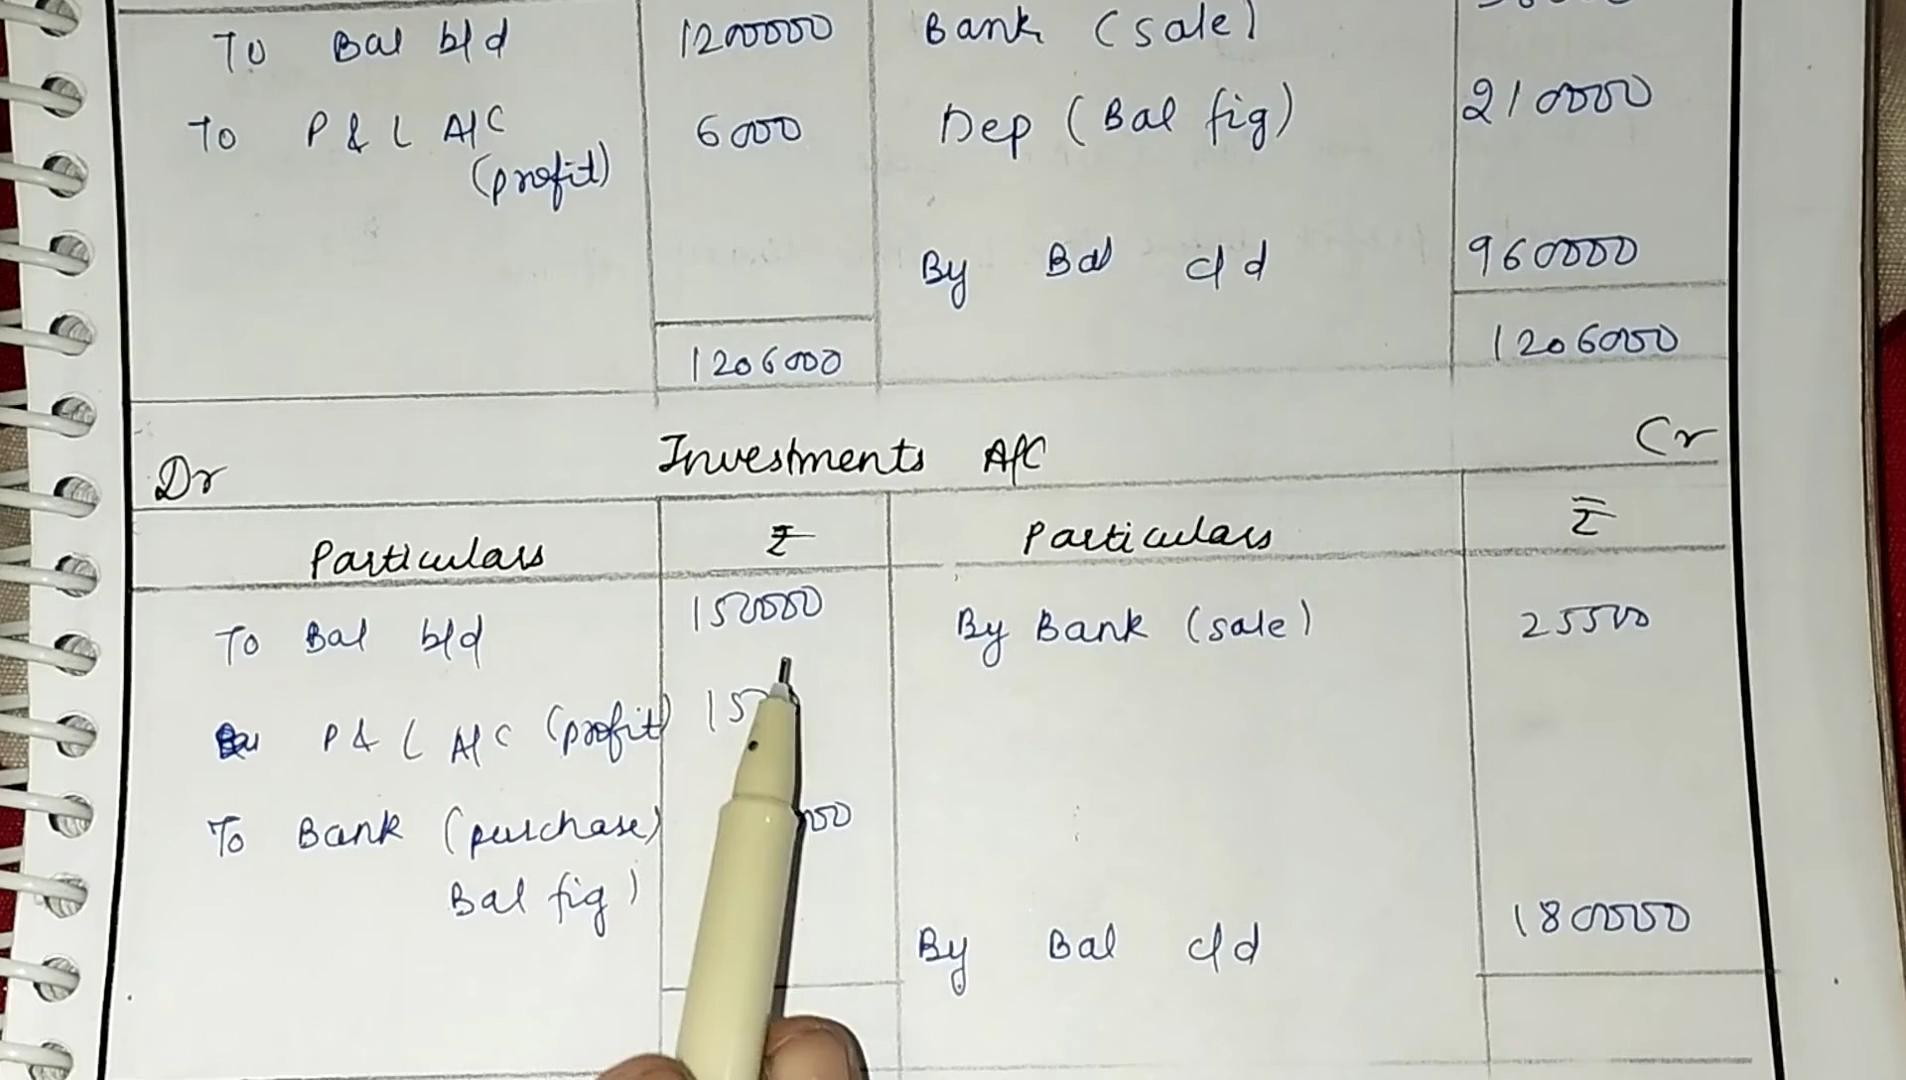 To Bal b/d 1200000 Bank (sale)
To P & L A/C 6000 Dep (Bal fig) 210000
(profit)
By Bal c/d 960000
1206000 1206000
Dr Investments A/C Cr
Particulars ₹ Particulars ₹
To Bal b/d 150000 By Bank (sale) 25500
P & L A/C (profit)
To Bank (purchase)
Bal fig)
By Bal c/d 180000